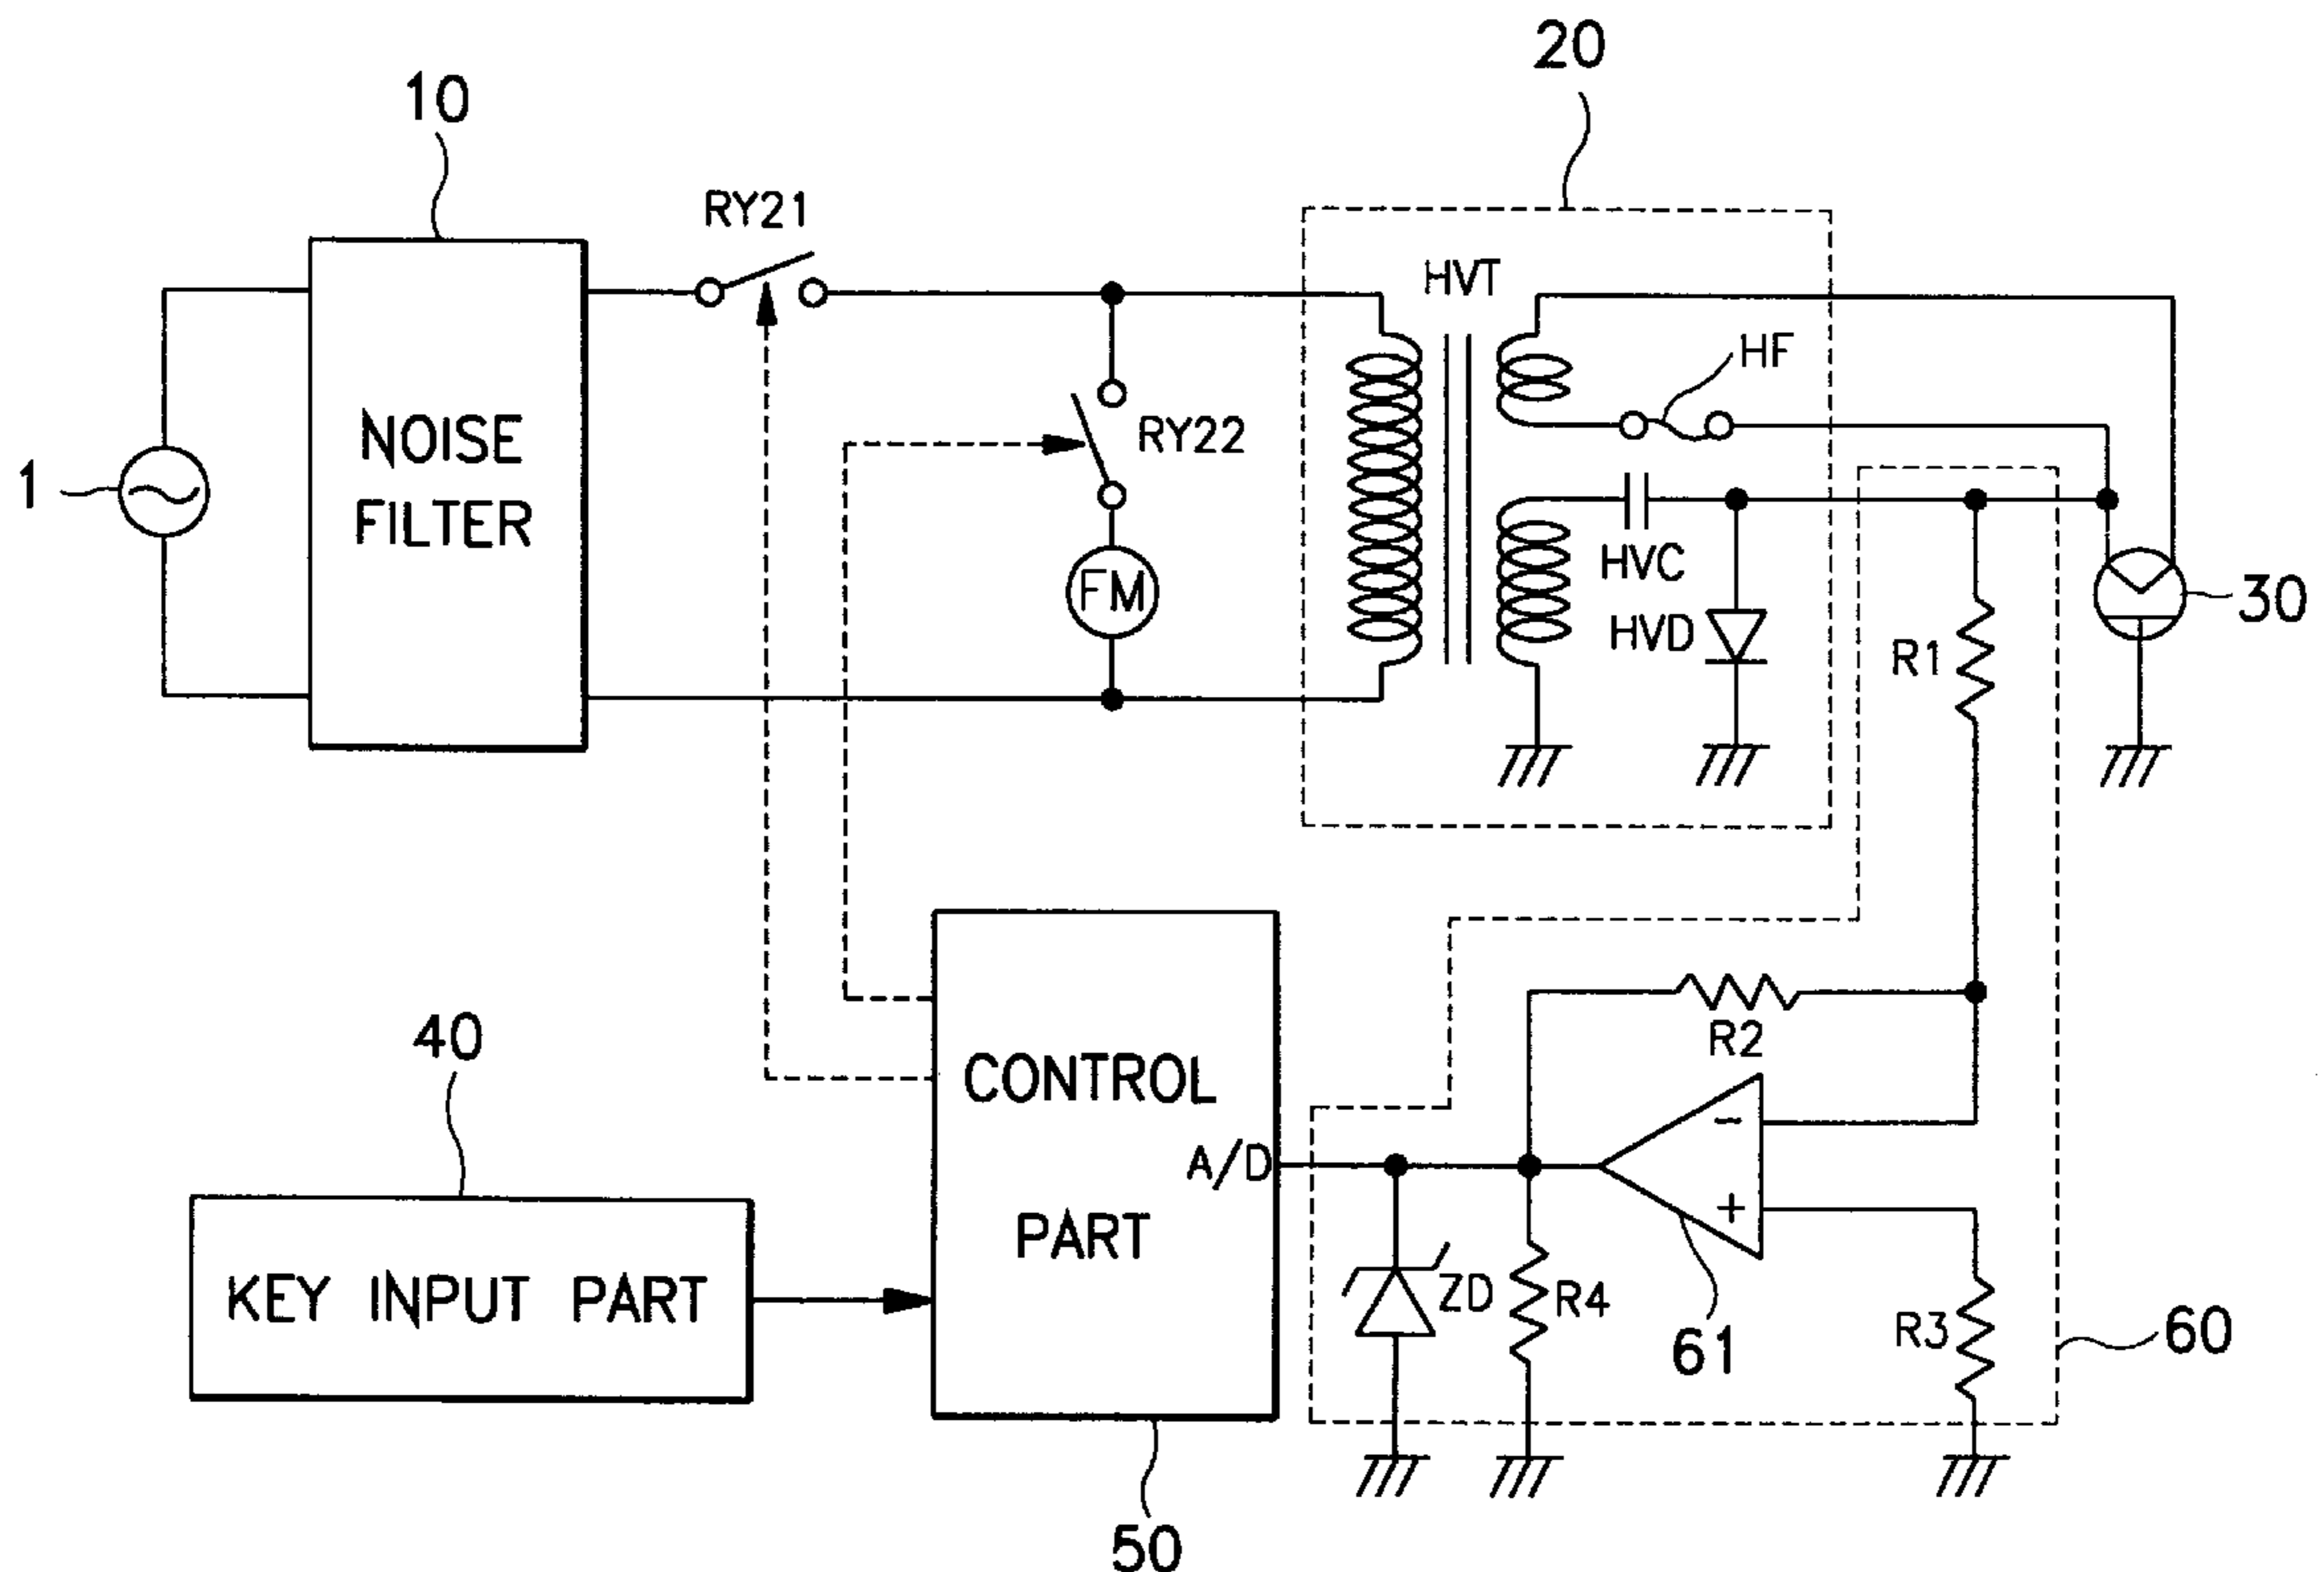 20
10
RY21
HVT
HF
NOISE
FILTER
RY22
1
HVC
FM
30
HVD
R1
40
R2
CONTROL
PART
A/D
-
+
KEY INPUT PART
ZD
R4
R3
61
60
50